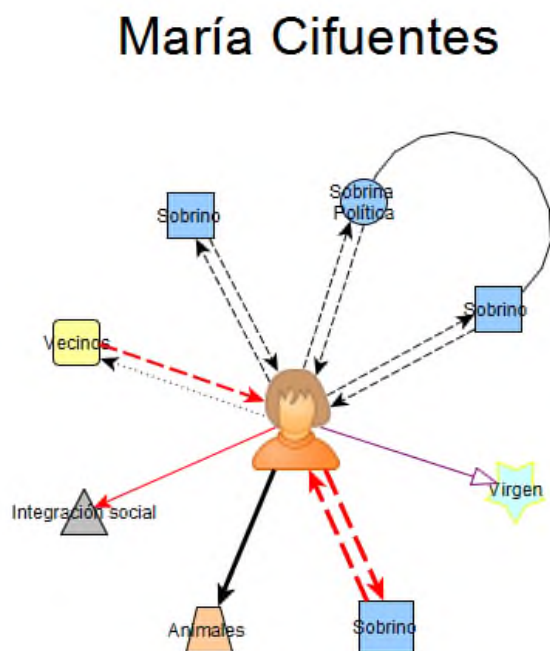 María Cifuentes
Sobrina
Política
Sobrino
Sobrino
Vecinos
Virgen
Integración social
Animales
Sobrino